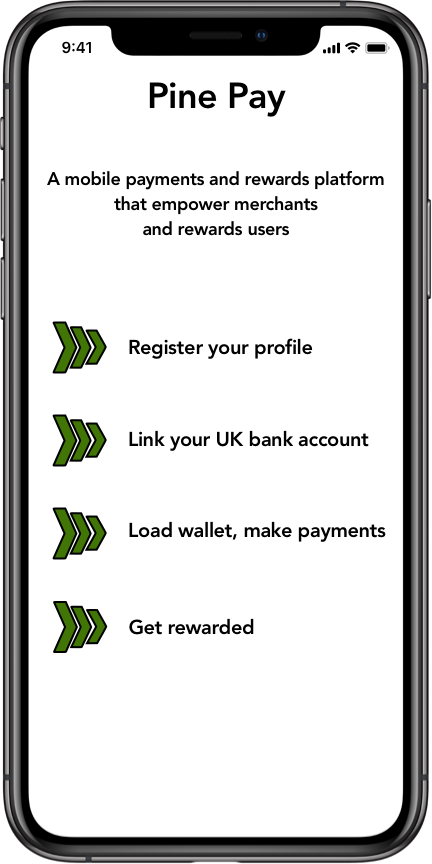 9:41
Pine Pay
A mobile payments and rewards platform
that empower merchants
and rewards users
Register your profile
Link your UK bank account
Load wallet, make payments
Get rewarded